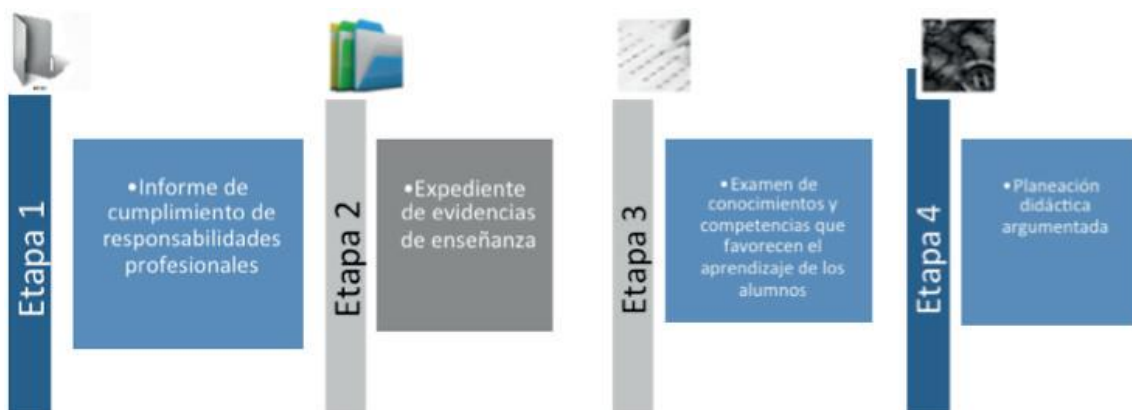 Etapa 1
•Informe de
cumplimiento de
responsabilidades
profesionales
Etapa 2
•Expediente
de evidencias
de enseñanza
Etapa 3
•Examen de
conocimientos y
competencias que
favorecen el
aprendizaje de los
alumnos
Etapa 4
•Planeación
didáctica
argumentada